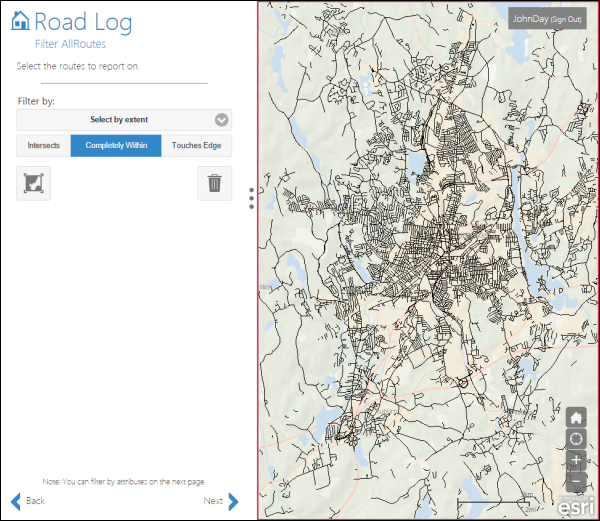 Road Log
Filter AllRoutes
Select the routes to report on.
Filter by:
Select by extent
Intersects
Completely Within
Touches Edge
Note: You can filter by attributes on the next page.
Back
Next
JohnDay (Sign Out)
2mi
esri